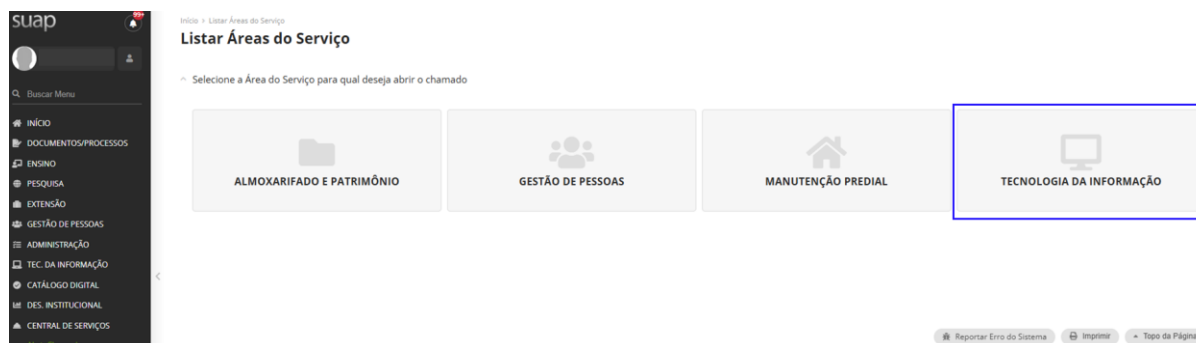 suap
99+
Buscar Menu
INÍCIO
DOCUMENTOS/PROCESSOS
ENSINO
PESQUISA
EXTENSÃO
GESTÃO DE PESSOAS
ADMINISTRAÇÃO
TEC. DA INFORMAÇÃO
CATÁLOGO DIGITAL
DES. INSTITUCIONAL
CENTRAL DE SERVIÇOS
Início > Listar Áreas do Serviço
Listar Áreas do Serviço
Selecione a Área do Serviço para qual deseja abrir o chamado
ALMOXARIFADO E PATRIMÔNIO
GESTÃO DE PESSOAS
MANUTENÇÃO PREDIAL
TECNOLOGIA DA INFORMAÇÃO
Reportar Erro do Sistema
Imprimir
Topo da Página